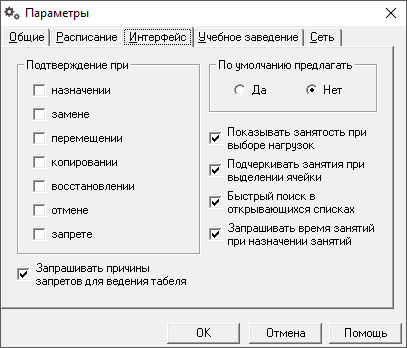 Параметры
Общие Расписание Интерфейс Учебное заведение Сеть
Подтверждение при
назначении
замене
перемещении
копировании
восстановлении
отмене
запрете
Запрашивать причины
запретов для ведения табеля
По умолчанию предлагать
Да Нет
Показывать занятость при
выборе нагрузок
Подчеркивать занятия при
выделении ячейки
Быстрый поиск в
открывающихся списках
Запрашивать время занятий
при назначении занятий
OK Отмена Помощь